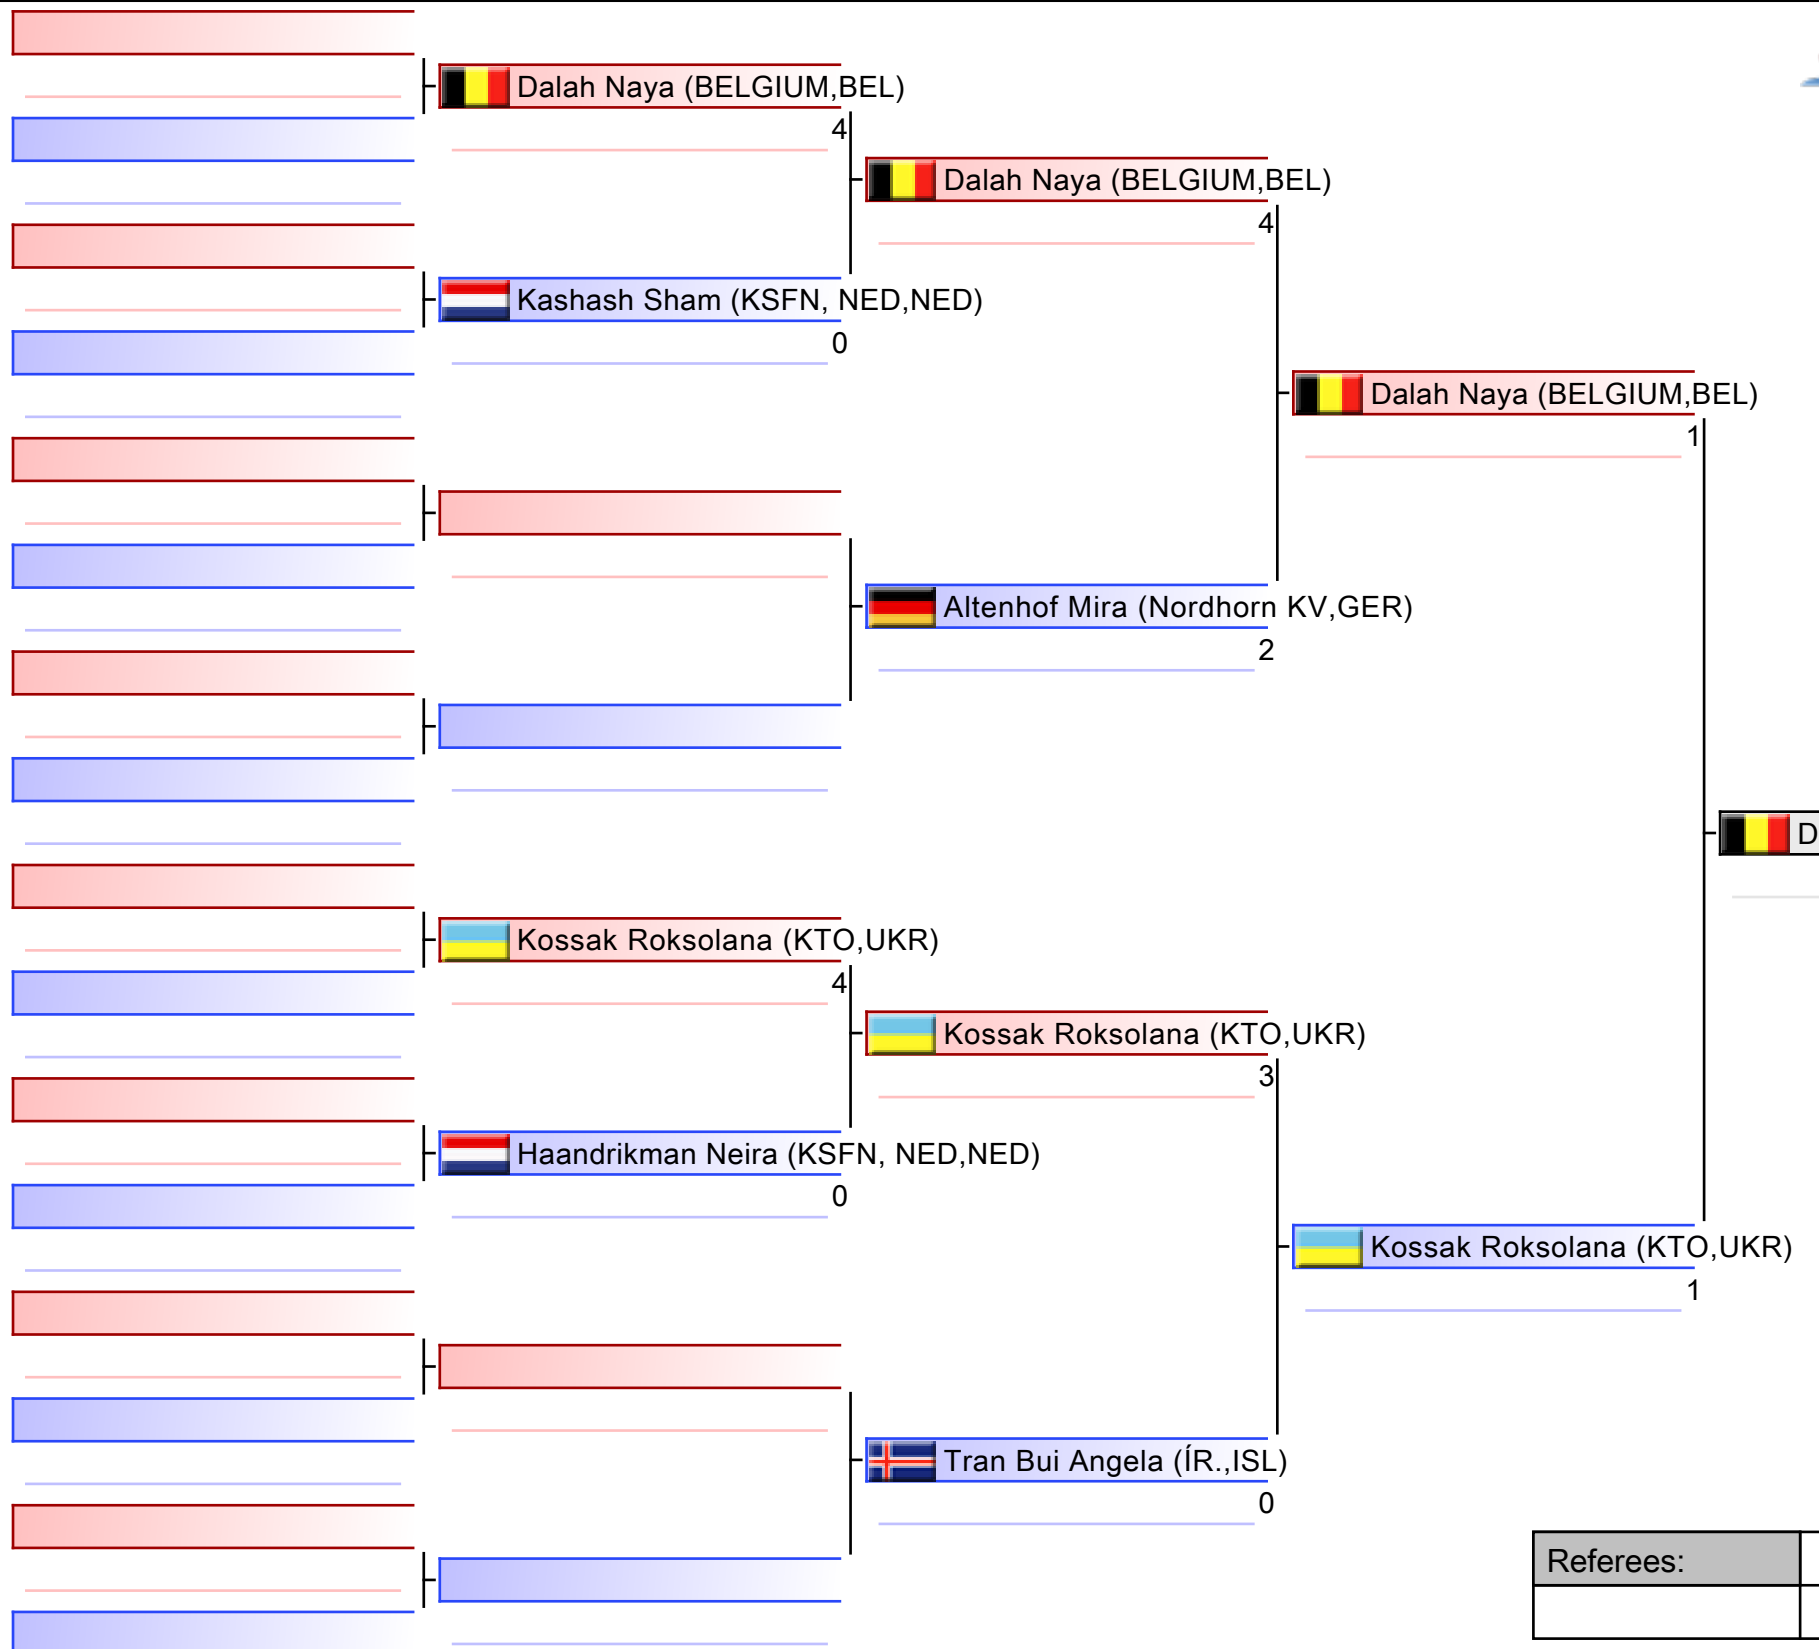 Dalah Naya (BELGIUM,BEL)
4
Dalah Naya (BELGIUM,BEL)
4
Kashash Sham (KSFN, NED,NED)
0
Dalah Naya (BELGIUM,BEL)
1
Altenhof Mira (Nordhorn KV,GER)
2
D
Kossak Roksolana (KTO,UKR)
4
Kossak Roksolana (KTO,UKR)
3
Haandrikman Neira (KSFN, NED,NED)
0
Kossak Roksolana (KTO,UKR)
1
Tran Bui Angela (ÍR.,ISL)
0
Referees: